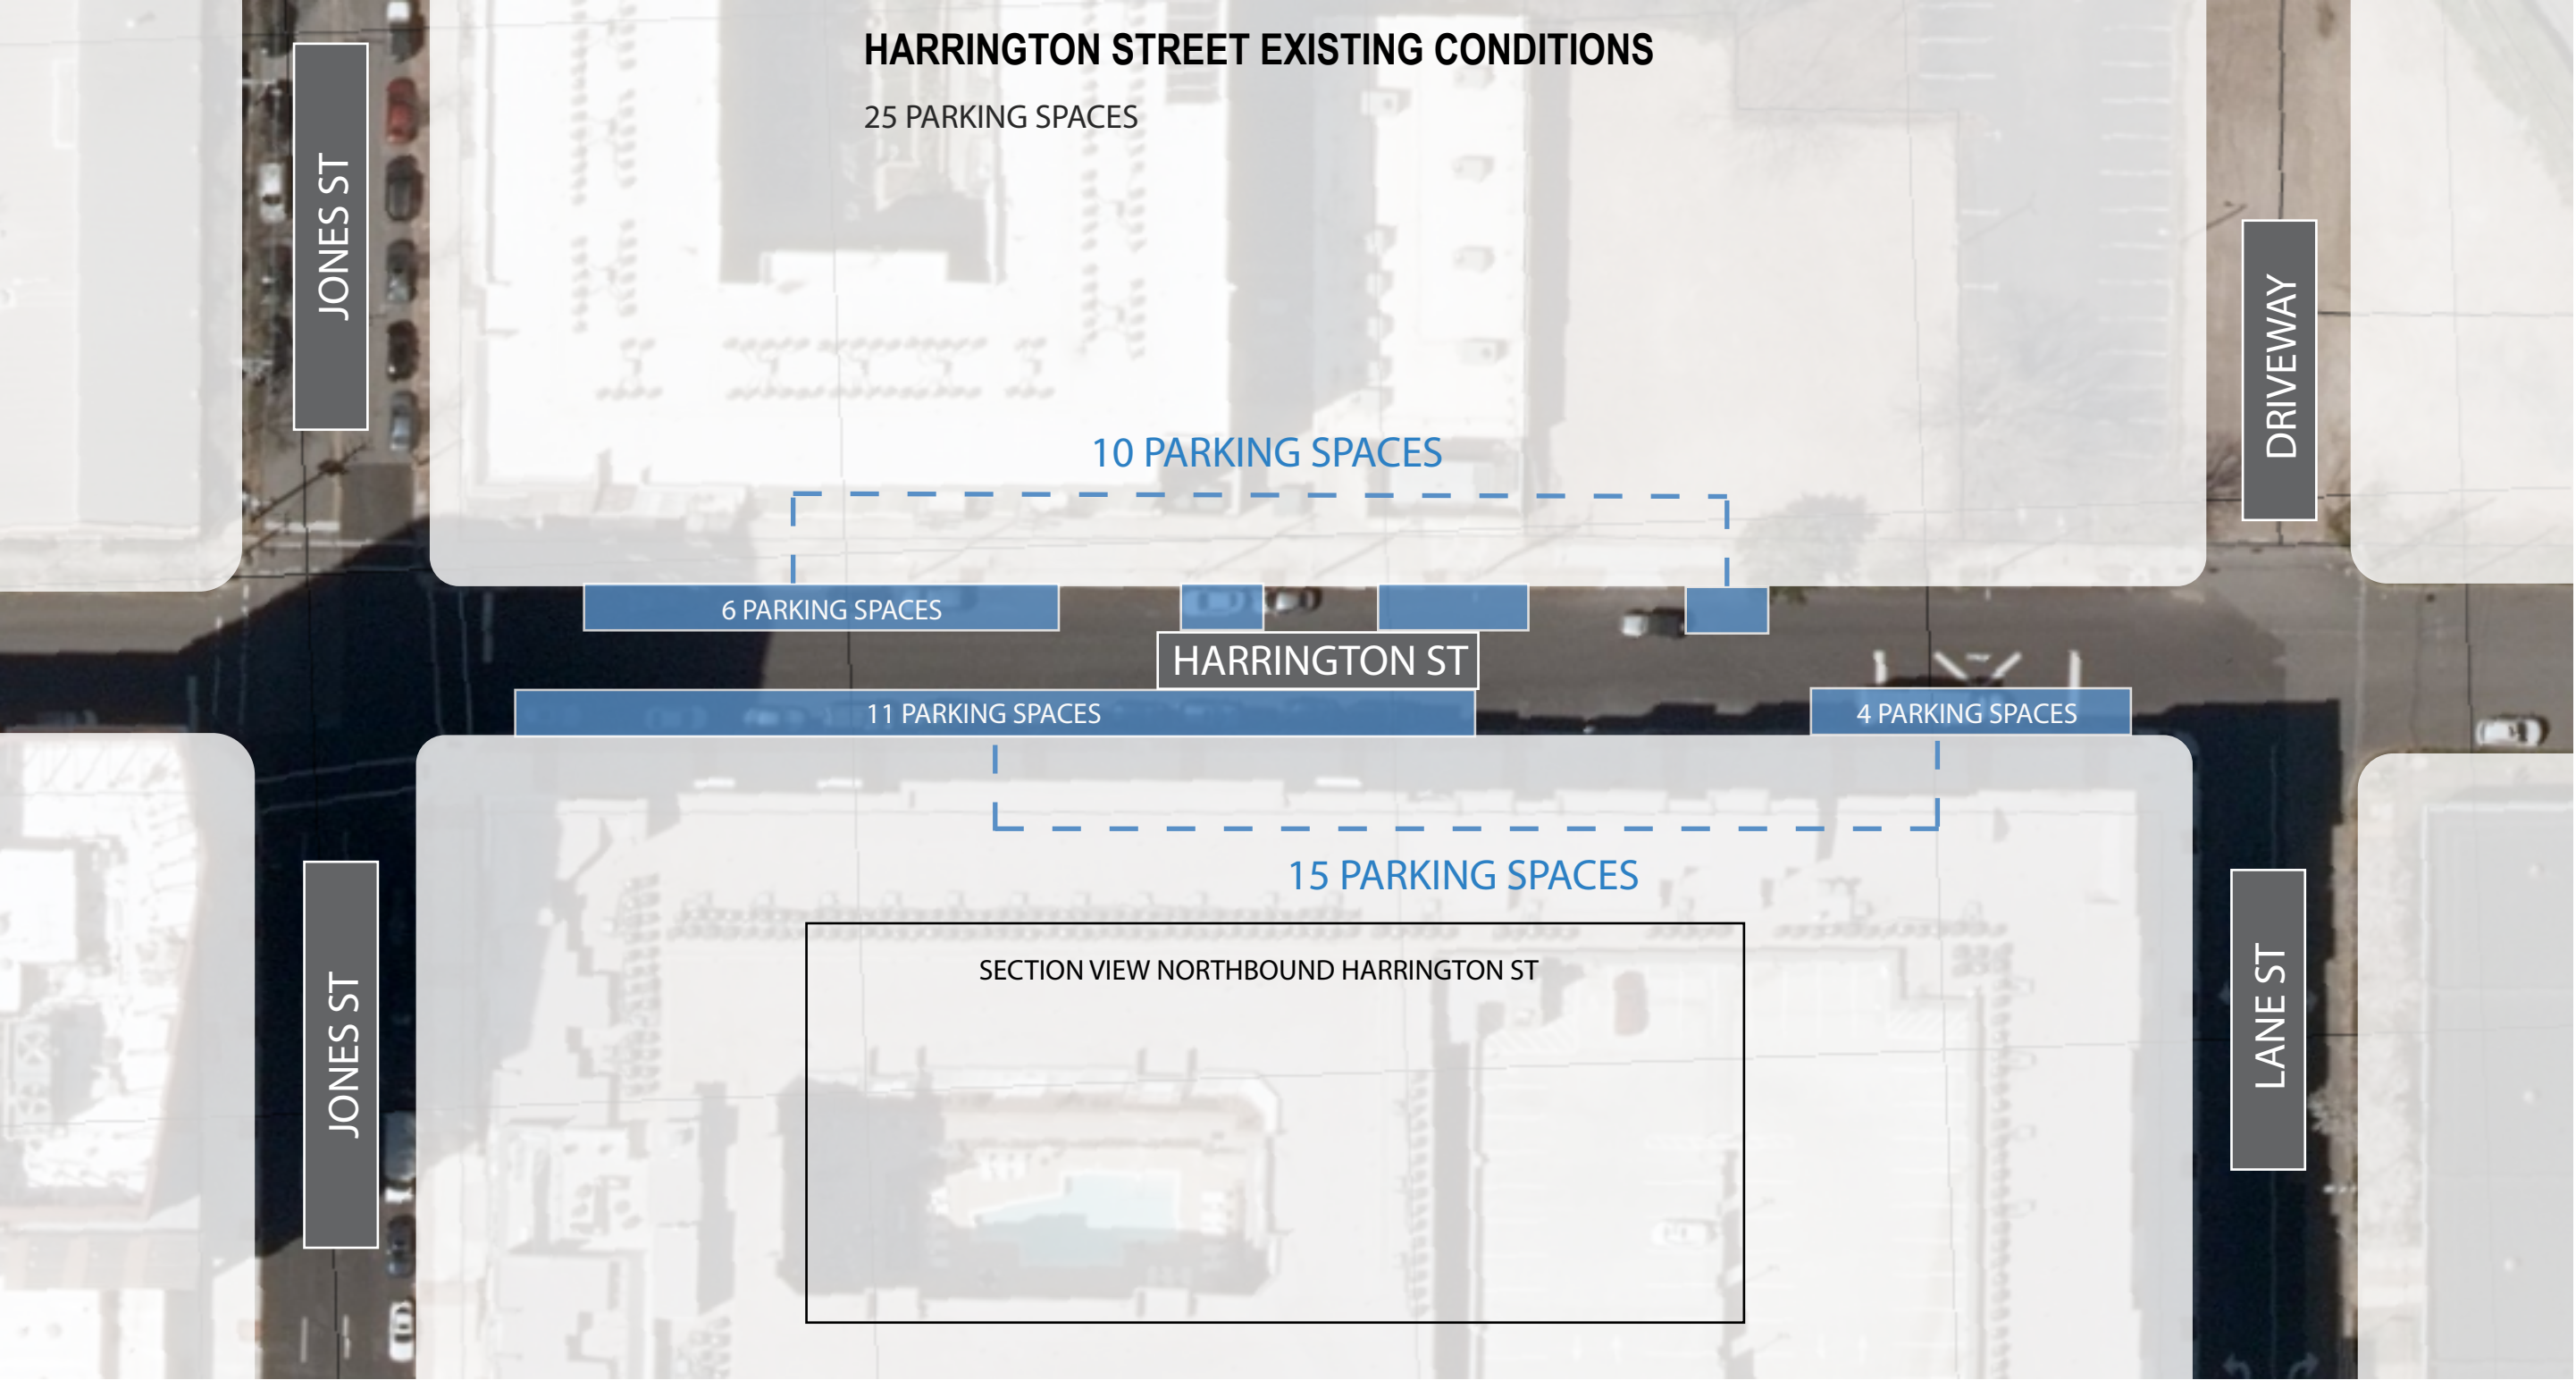 HARRINGTON STREET EXISTING CONDITIONS
25 PARKING SPACES
JONES ST
DRIVEWAY
10 PARKING SPACES
6 PARKING SPACES
HARRINGTON ST
11 PARKING SPACES
4 PARKING SPACES
15 PARKING SPACES
JONES ST
LANE ST
SECTION VIEW NORTHBOUND HARRINGTON ST